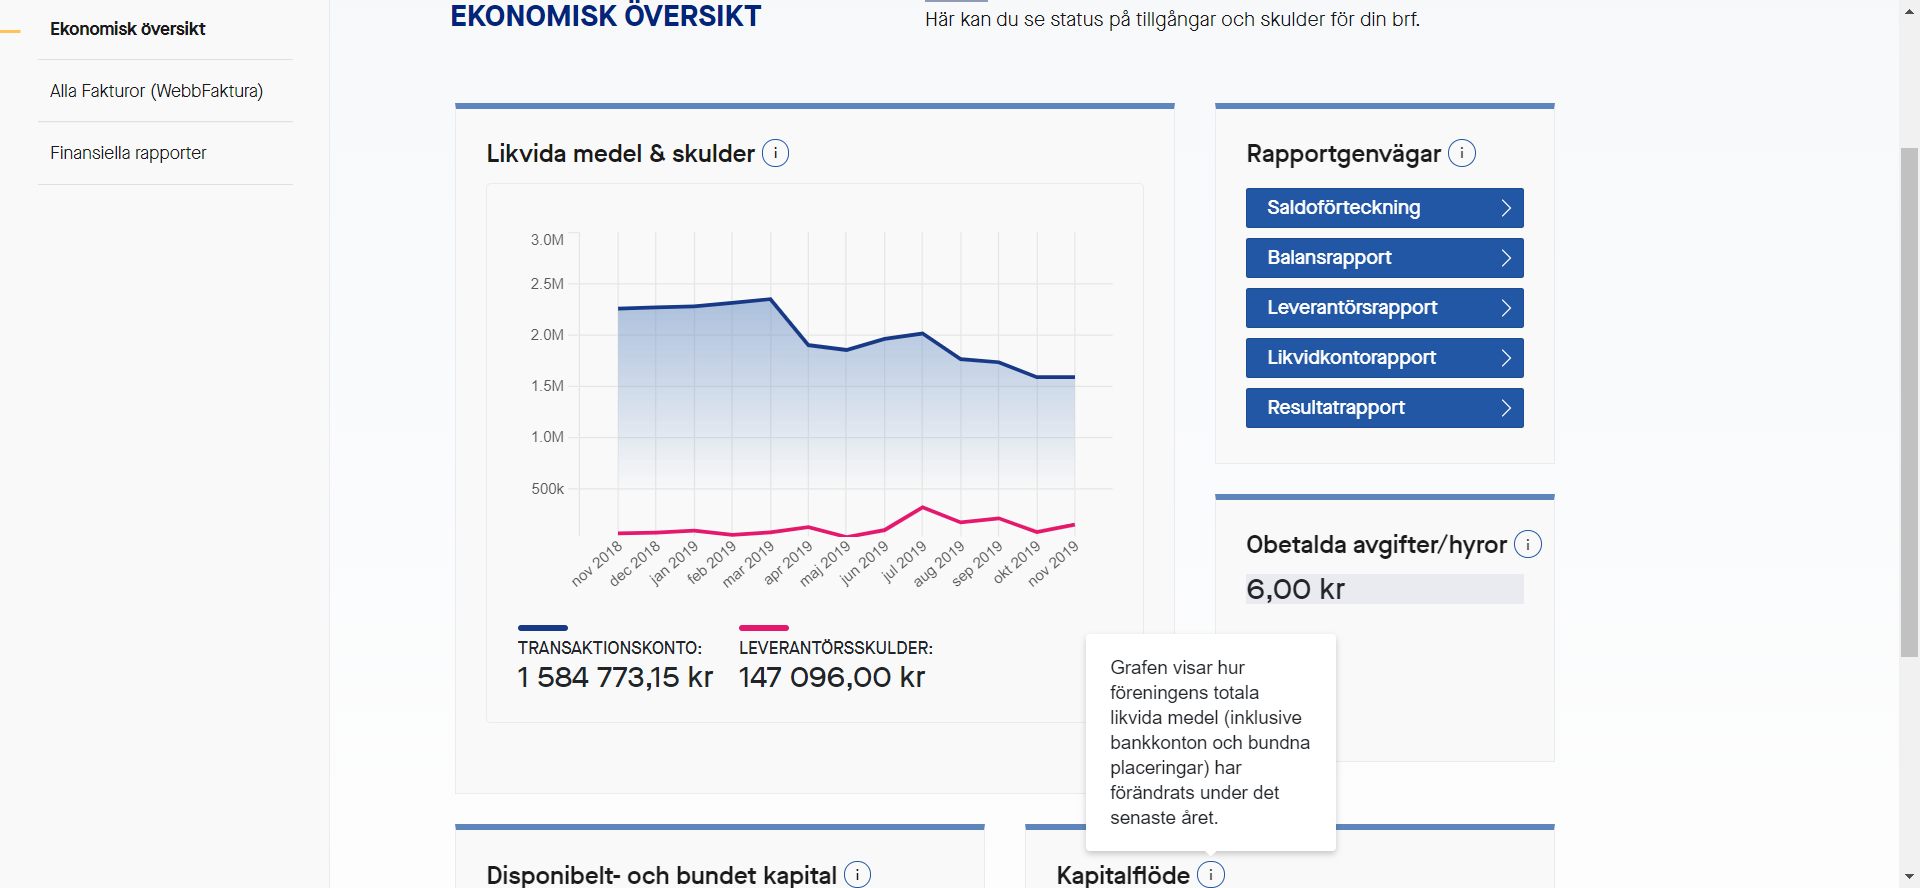 Ekonomisk översikt
Alla Fakturor (WebbFaktura)
Finansiella rapporter
EKONOMISK ÖVERSIKT
Här kan du se status på tillgångar och skulder för din brf.
Likvida medel & skulder i
3.0M
2.5M
2.0M
1.5M
1.0M
500k
nov 2018
dec 2018
jan 2019
feb 2019
mar 2019
apr 2019
maj 2019
jun 2019
jul 2019
aug 2019
sep 2019
okt 2019
nov 2019
TRANSAKTIONSKONTO:
1 584 773,15 kr
LEVERANTÖRSSKULDER:
147 096,00 kr
Rapportgenvägar i
Saldoförteckning
Balansrapport
Leverantörsrapport
Likvidkontorapport
Resultatrapport
Obetalda avgifter/hyror i
6,00 kr
Grafen visar hur
föreningens totala
likvida medel (inklusive
bankkonton och bundna
placeringar) har
förändrats under det
senaste året.
Disponibelt- och bundet kapital i
Kapitalflöde i